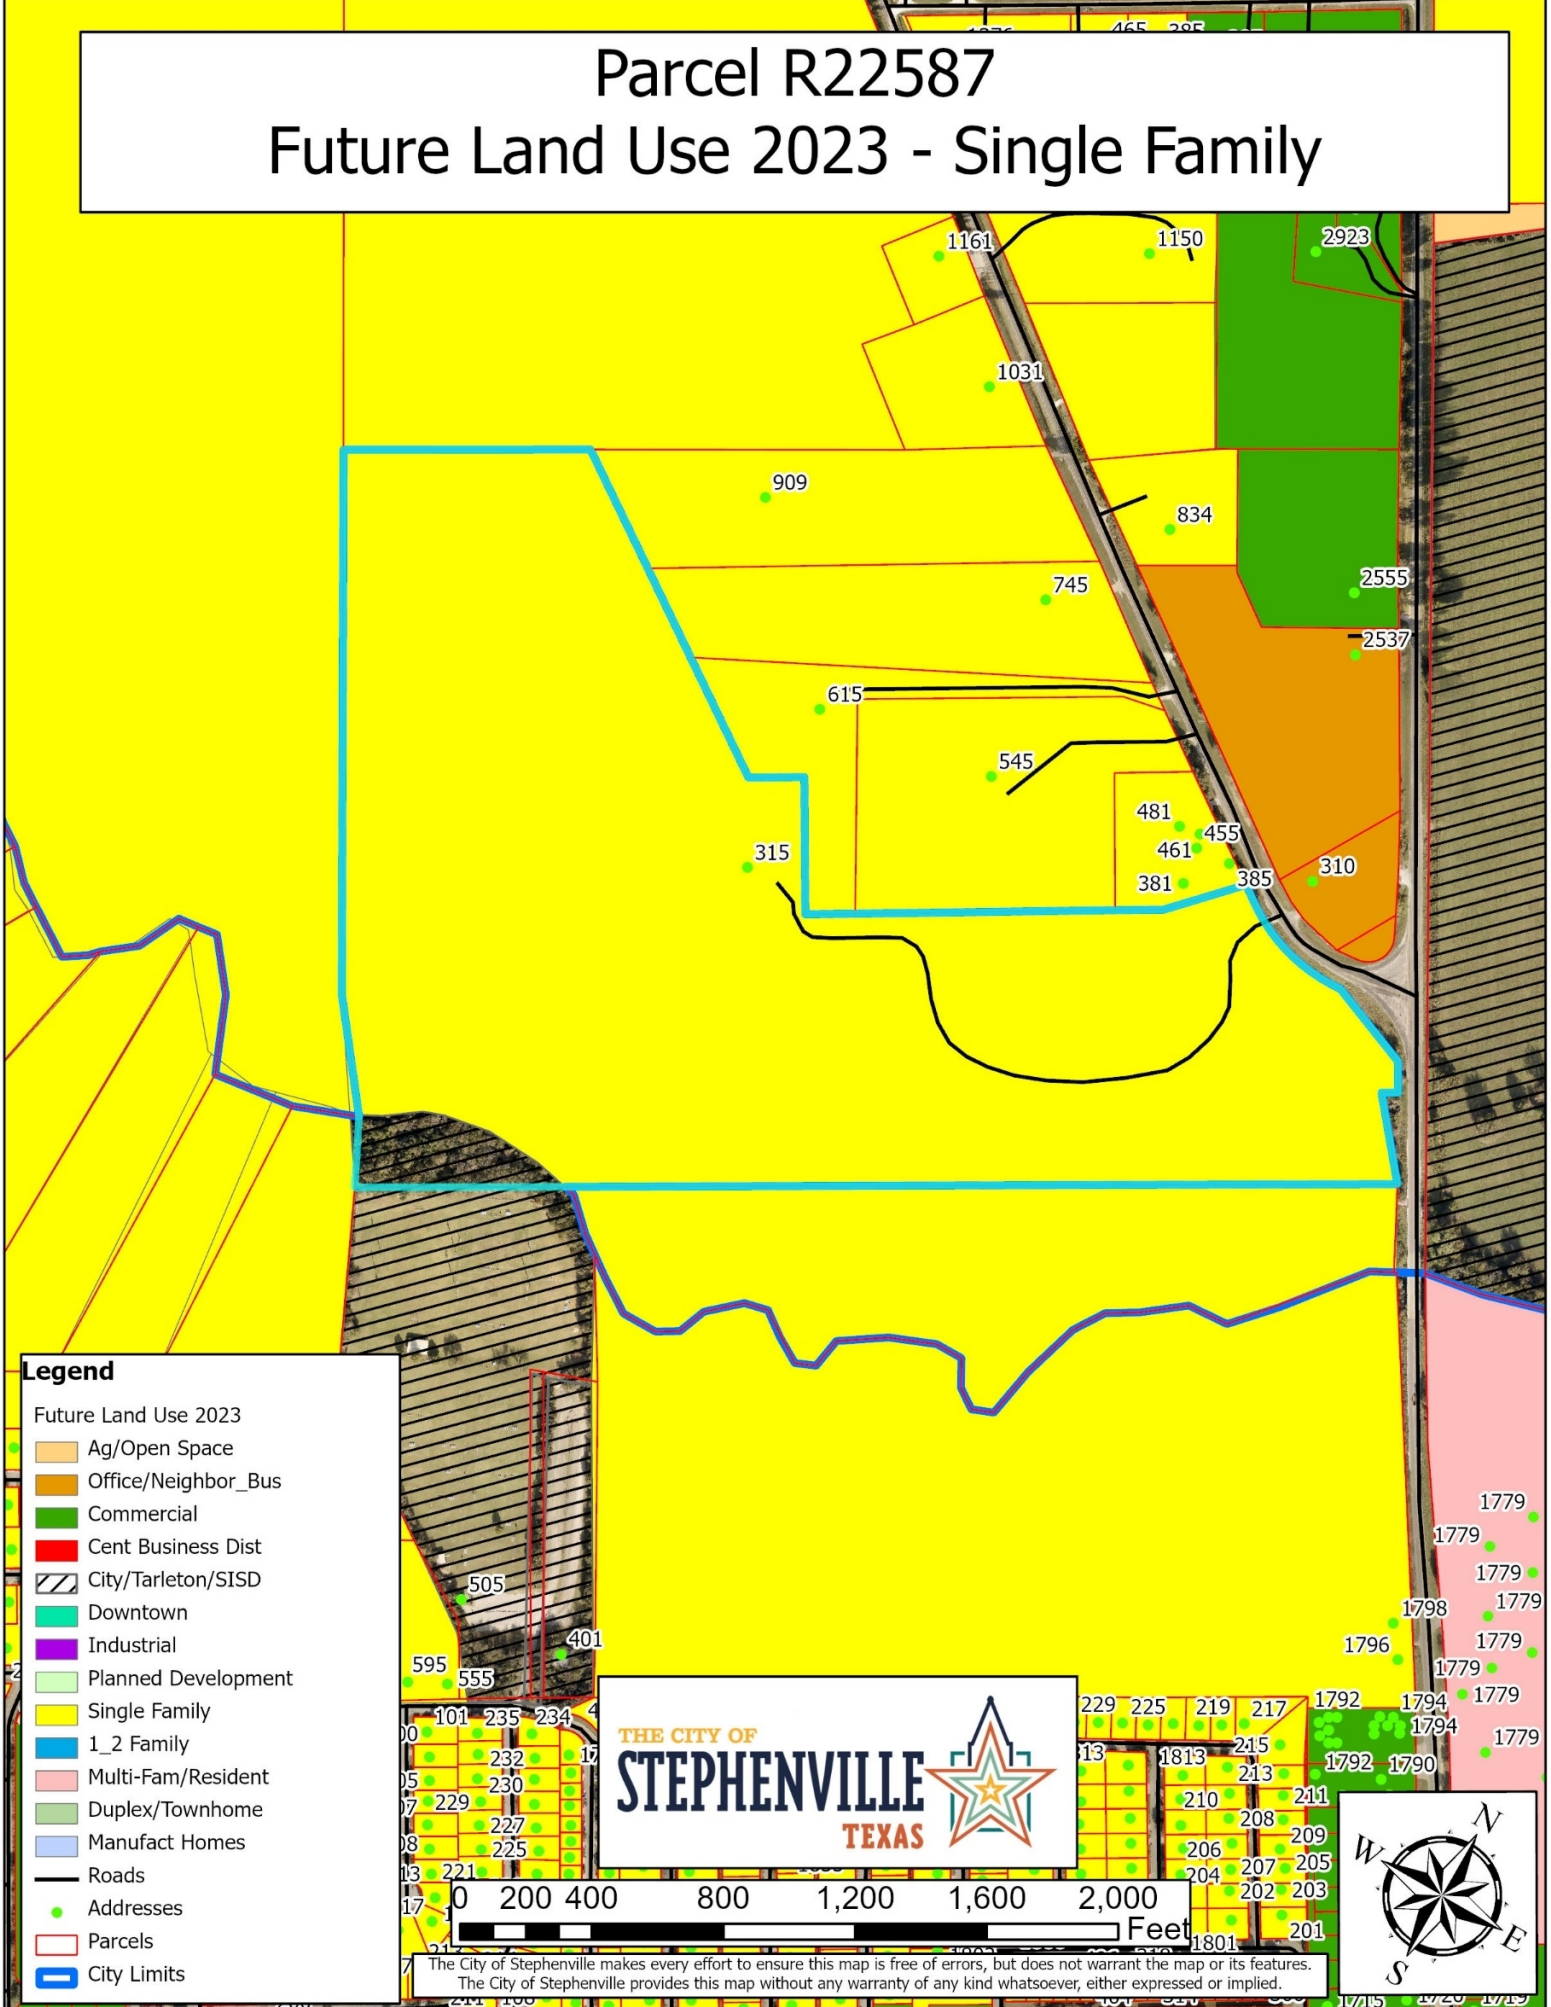 465 385
Parcel R22587
Future Land Use 2023 - Single Family
1161
1150
2923
1031
909
834
745
2555
2537
615
545
481
455
461
315
381
385
310
Legend
Future Land Use 2023
Ag/Open Space
Office/Neighbor_Bus
Commercial
Cent Business Dist
City/Tarleton/SISD
Downtown
Industrial
Planned Development
Single Family
1_2 Family
Multi-Fam/Resident
Duplex/Townhome
Manufact Homes
Roads
Addresses
Parcels
City Limits
1779
1779
1779
1779
1779
1779
1779
1779
505
401
1798
1796
595 555
101 235 234
232
230
229
227
225
221
THE CITY OF
STEPHENVILLE
TEXAS
229 225 219 217
1792 1794
1794
215
1813
1792 1790
213
211
210
208
209
206
204 207 205
202 203
201
1801
N
W
E
S
0 200 400 800 1,200 1,600 2,000
Feet
The City of Stephenville makes every effort to ensure this map is free of errors, but does not warrant the map or its features.
The City of Stephenville provides this map without any warranty of any kind whatsoever, either expressed or implied.